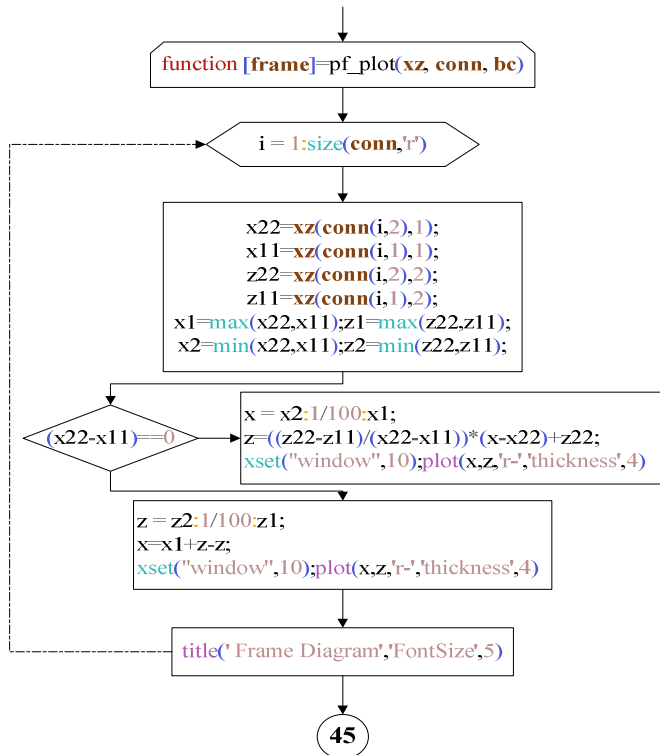 function [frame]=pf_plot(xz, conn, bc)
i = 1:size(conn,'r')
x22=xz(conn(i,2),1);
x11=xz(conn(i,1),1);
z22=xz(conn(i,2),2);
z11=xz(conn(i,1),2);
x1=max(x22,x11);z1=max(z22,z11);
x2=min(x22,x11);z2=min(z22,z11);
(x22-x11)==0
x = x2:1/100:x1;
z=((z22-z11)/(x22-x11))*(x-x22)+z22;
xset("window",10);plot(x,z,'r-','thickness',4)
z = z2:1/100:z1;
x=x1+z-z;
xset("window",10);plot(x,z,'r-','thickness',4)
title(' Frame Diagram','FontSize',5)
45